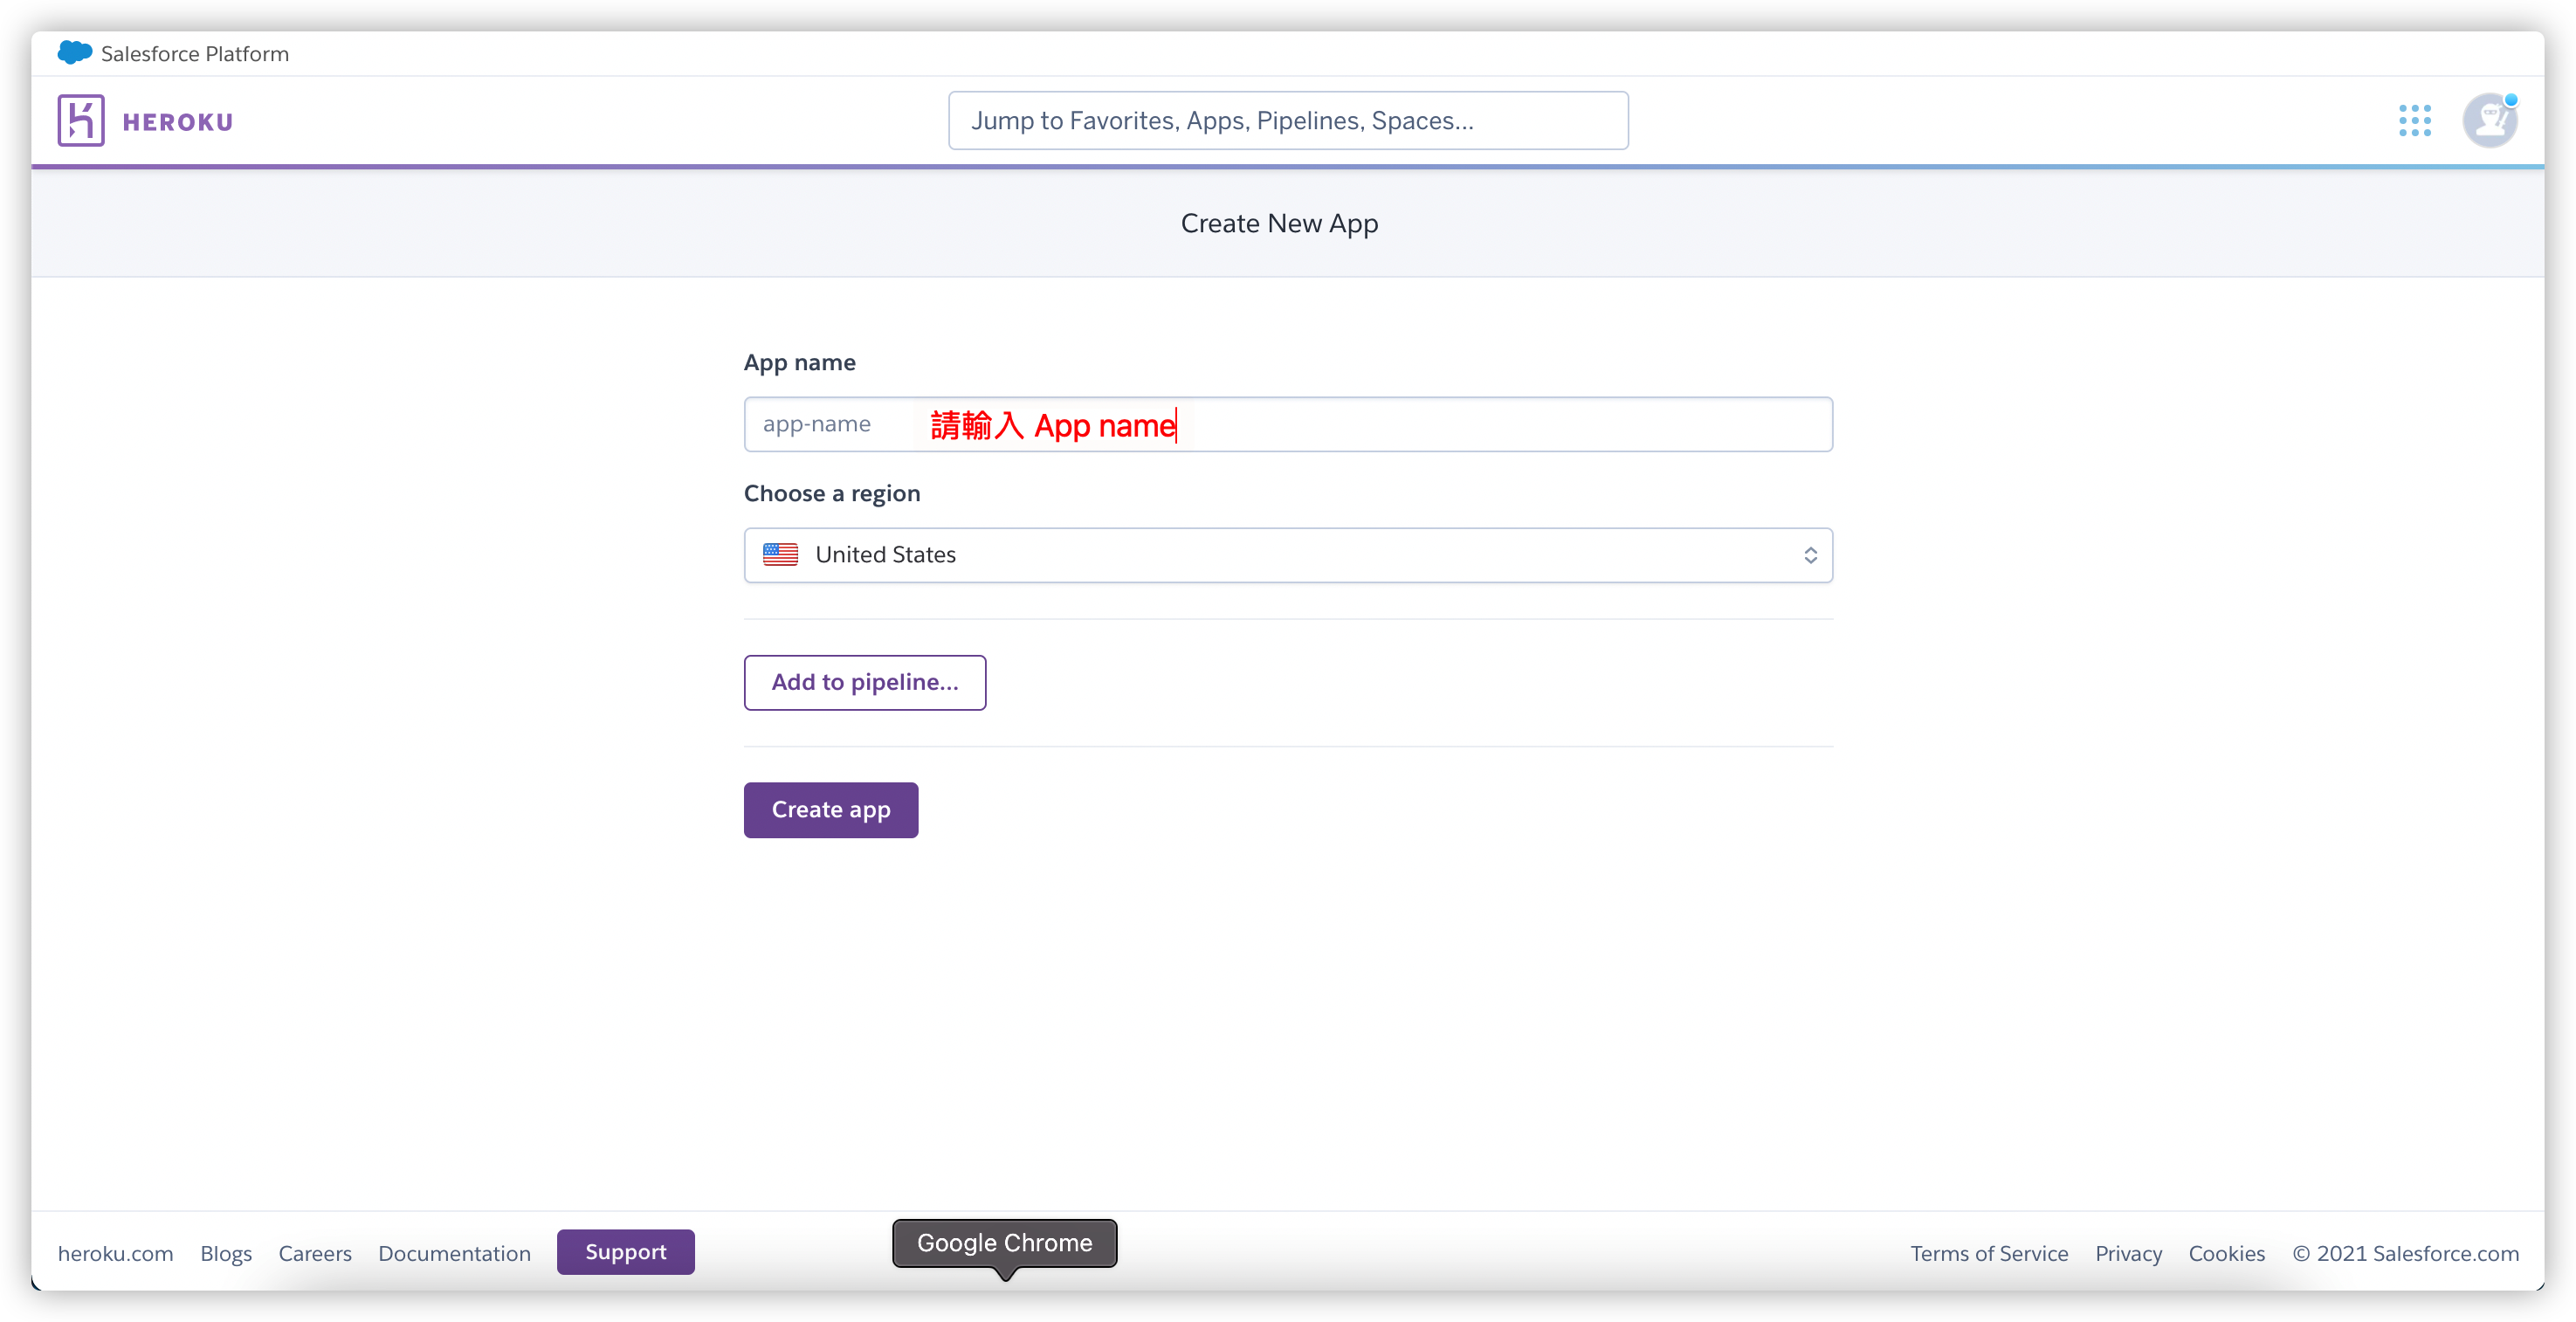 Salesforce Platform
HEROKU
Jump to Favorites, Apps, Pipelines, Spaces...
Create New App
App name
app-name 請輸入 App name
Choose a region
United States
Add to pipeline...
Create app
heroku.com Blogs Careers Documentation Support Google Chrome Terms of Service Privacy Cookies © 2021 Salesforce.com